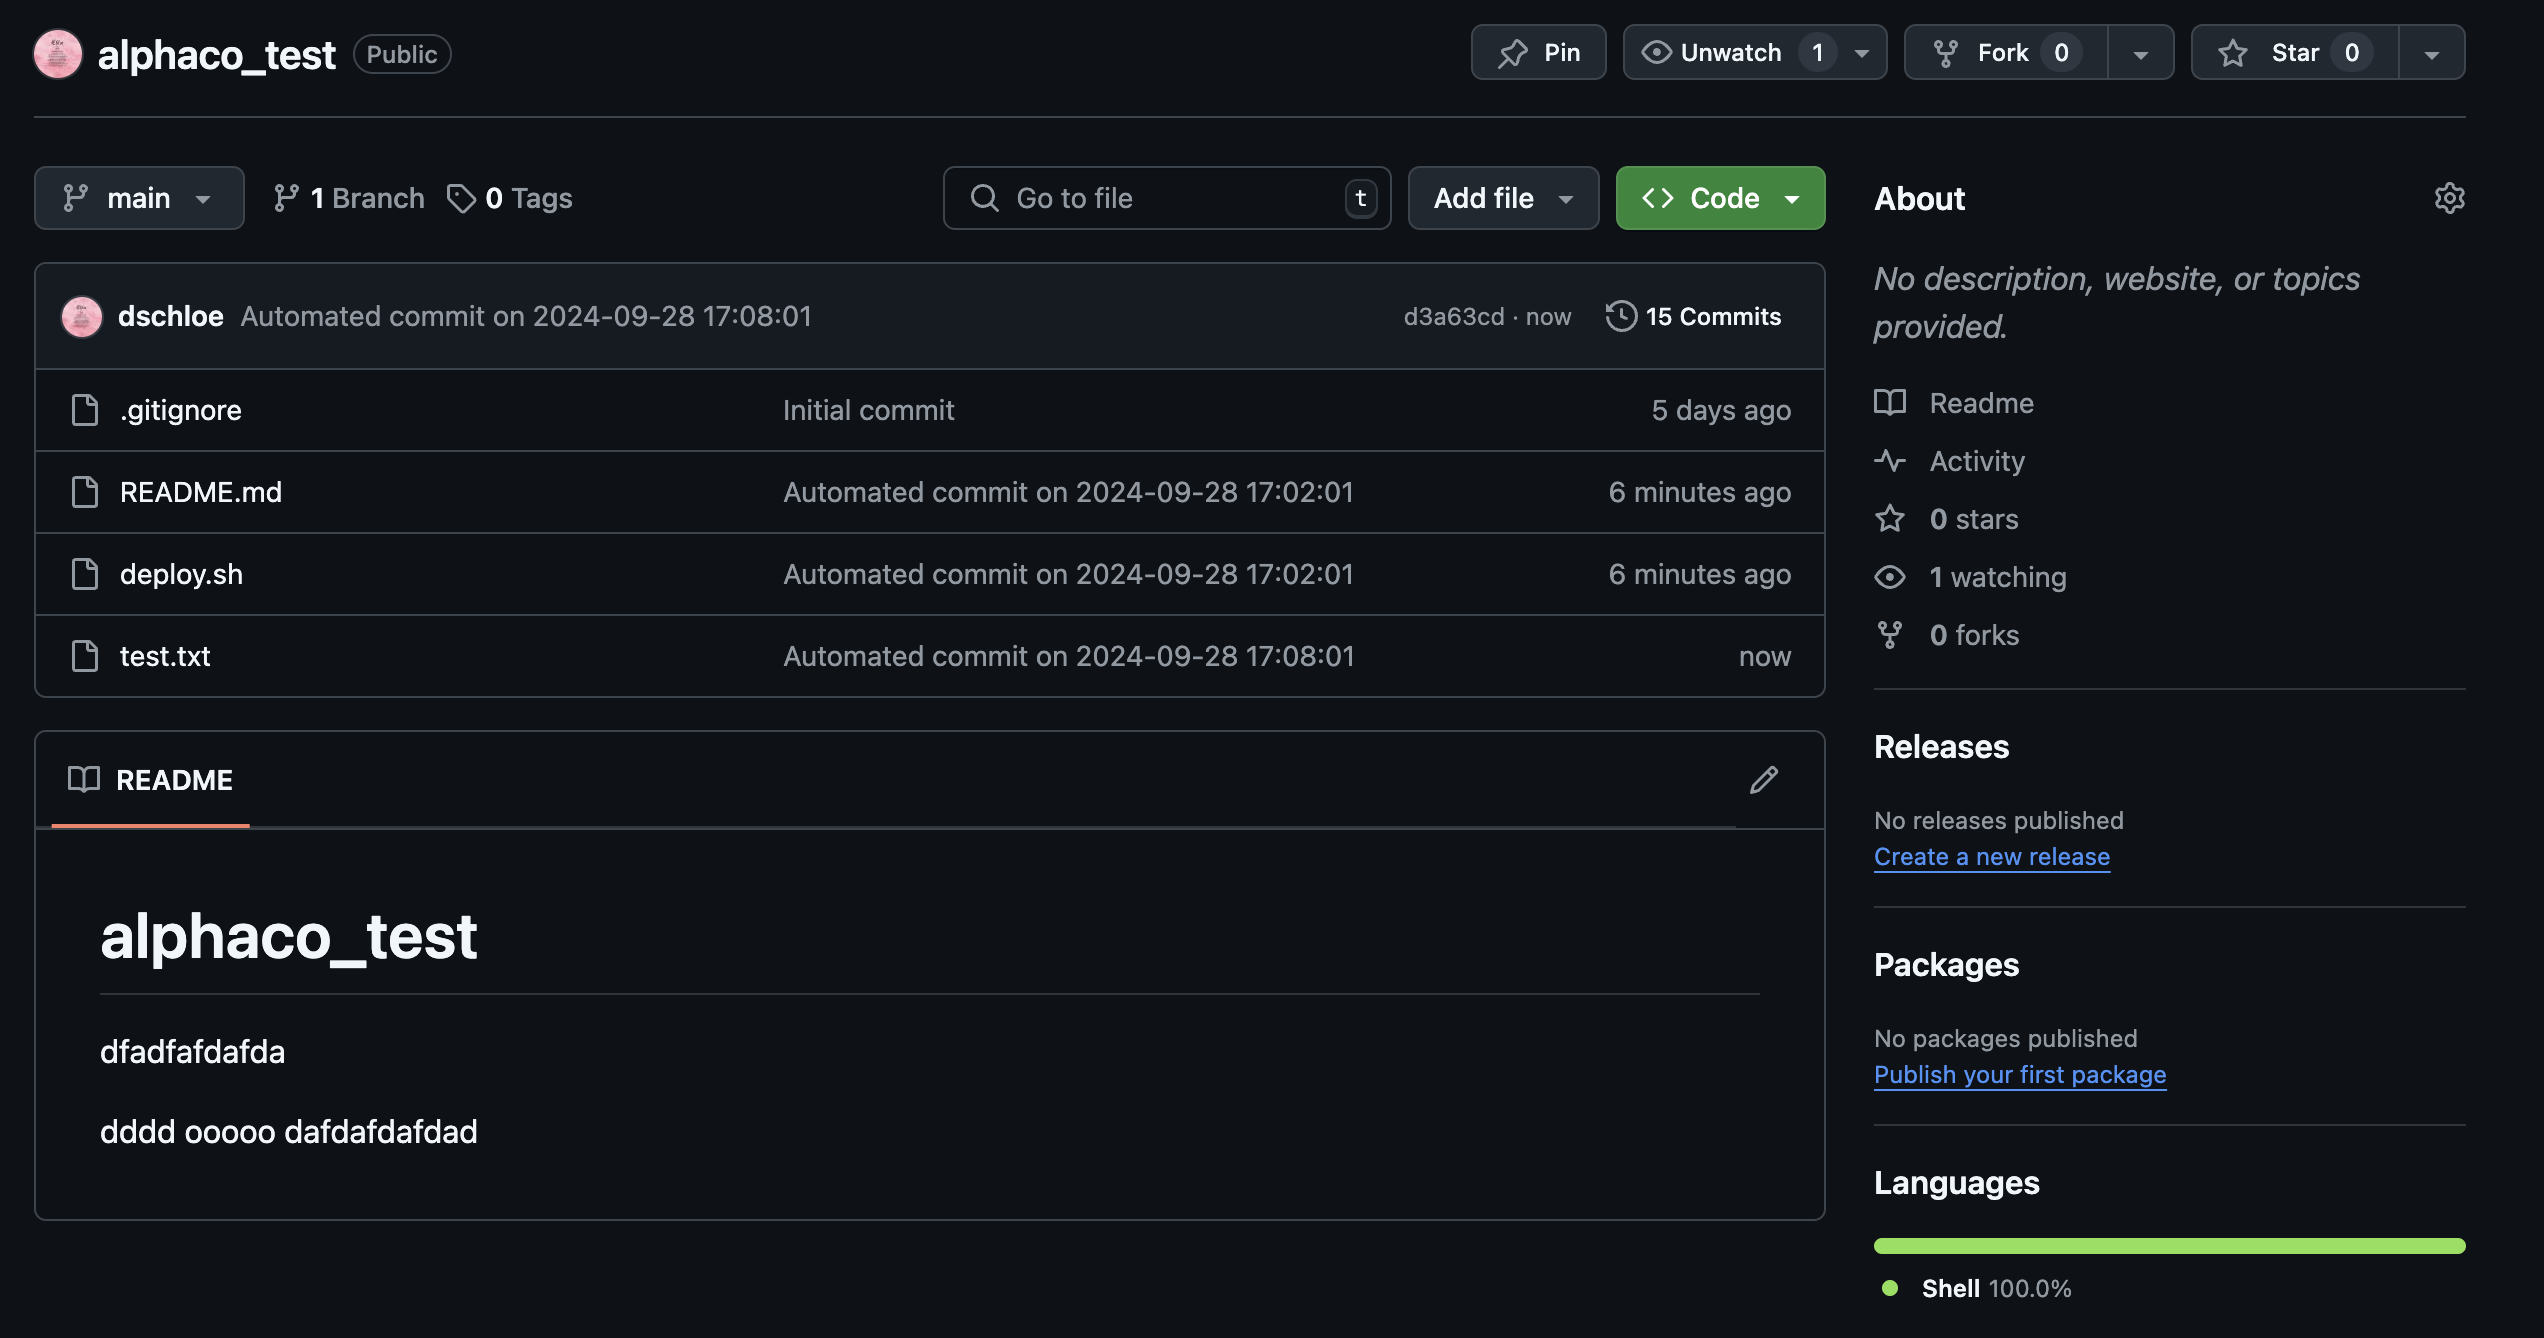 alphaco_test Public Pin Unwatch 1 Fork 0 Star 0
main 1 Branch 0 Tags Go to file t Add file Code
dschloe Automated commit on 2024-09-28 17:08:01 d3a63cd · now 15 Commits
.gitignore Initial commit 5 days ago
README.md Automated commit on 2024-09-28 17:02:01 6 minutes ago
deploy.sh Automated commit on 2024-09-28 17:02:01 6 minutes ago
test.txt Automated commit on 2024-09-28 17:08:01 now
README
alphaco_test
dfadfafdafda
dddd ooooo dafdafdafdad
About
No description, website, or topics
provided.
Readme
Activity
0 stars
1 watching
0 forks
Releases
No releases published
Create a new release
Packages
No packages published
Publish your first package
Languages
Shell 100.0%